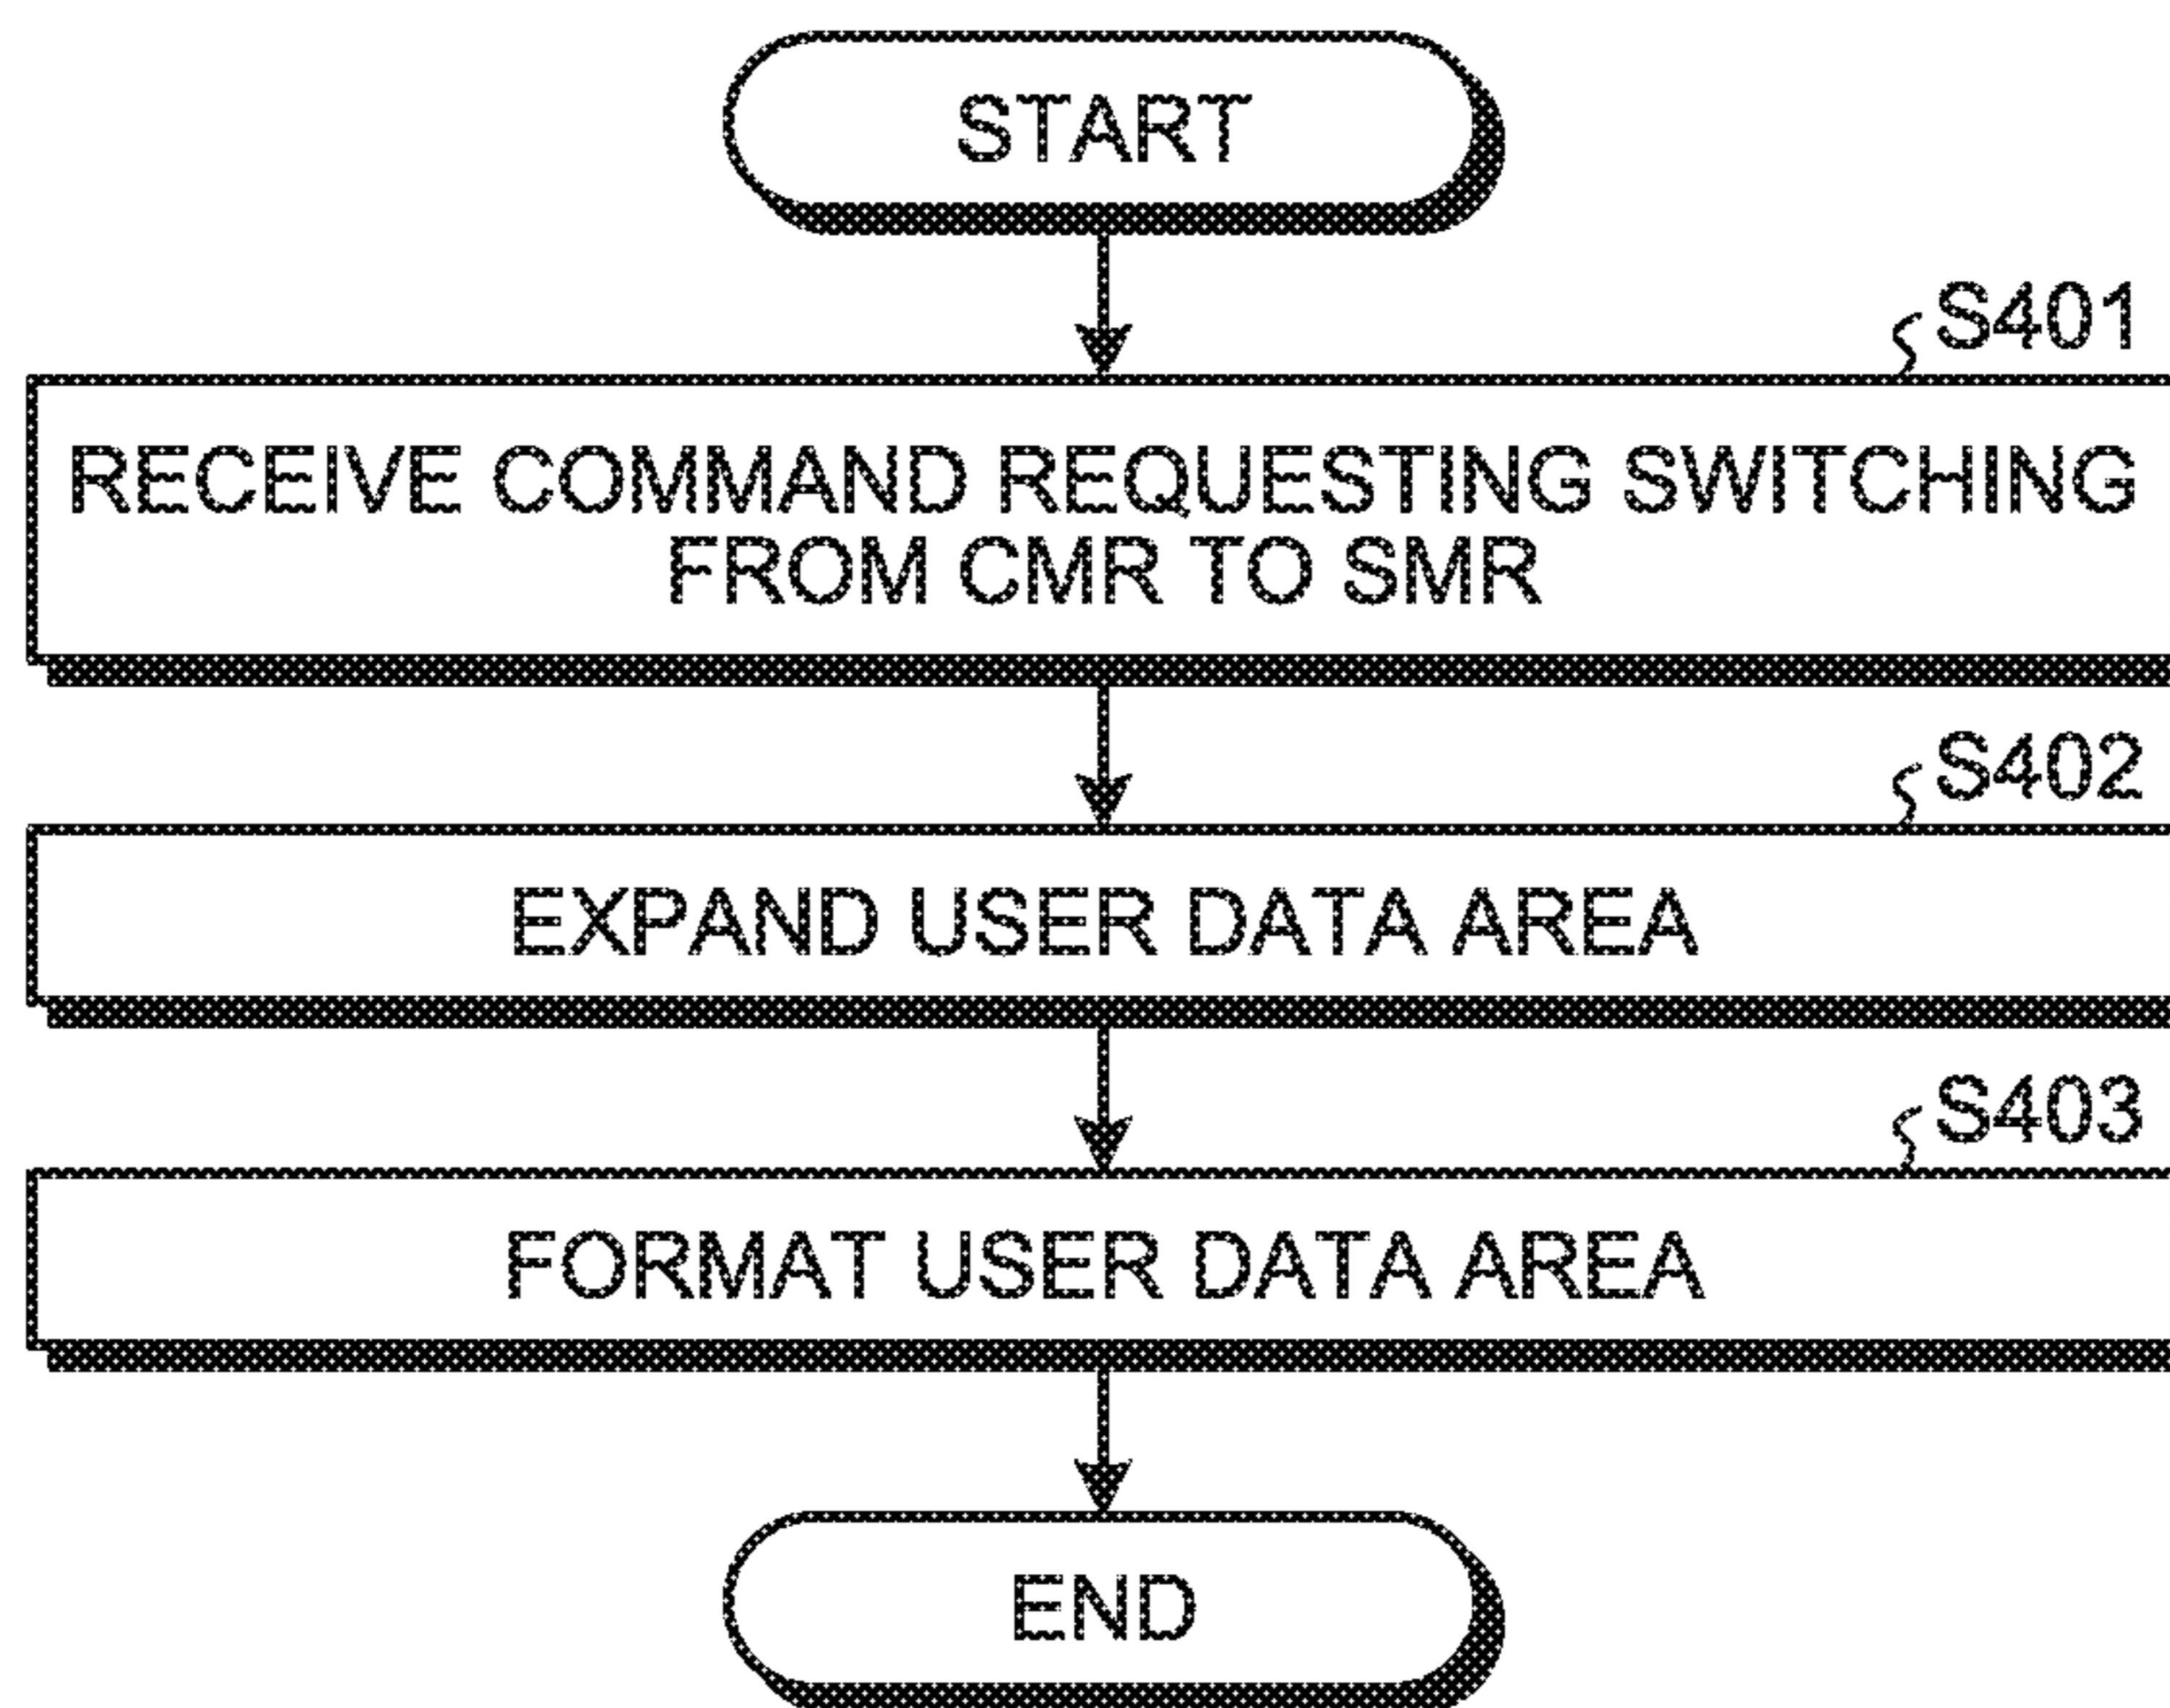 START
S401
RECEIVE COMMAND REQUESTING SWITCHING
FROM CMR TO SMR
S402
EXPAND USER DATA AREA
S403
FORMAT USER DATA AREA
END